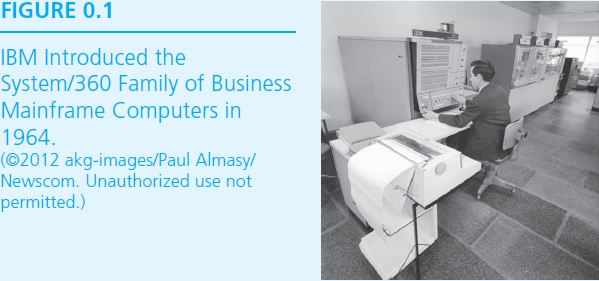 FIGURE 0.1
IBM Introduced the
System/360 Family of Business
Mainframe Computers in
1964.
(©2012 akg-images/Paul Almasy/
Newscom. Unauthorized use not
permitted.)
IBM